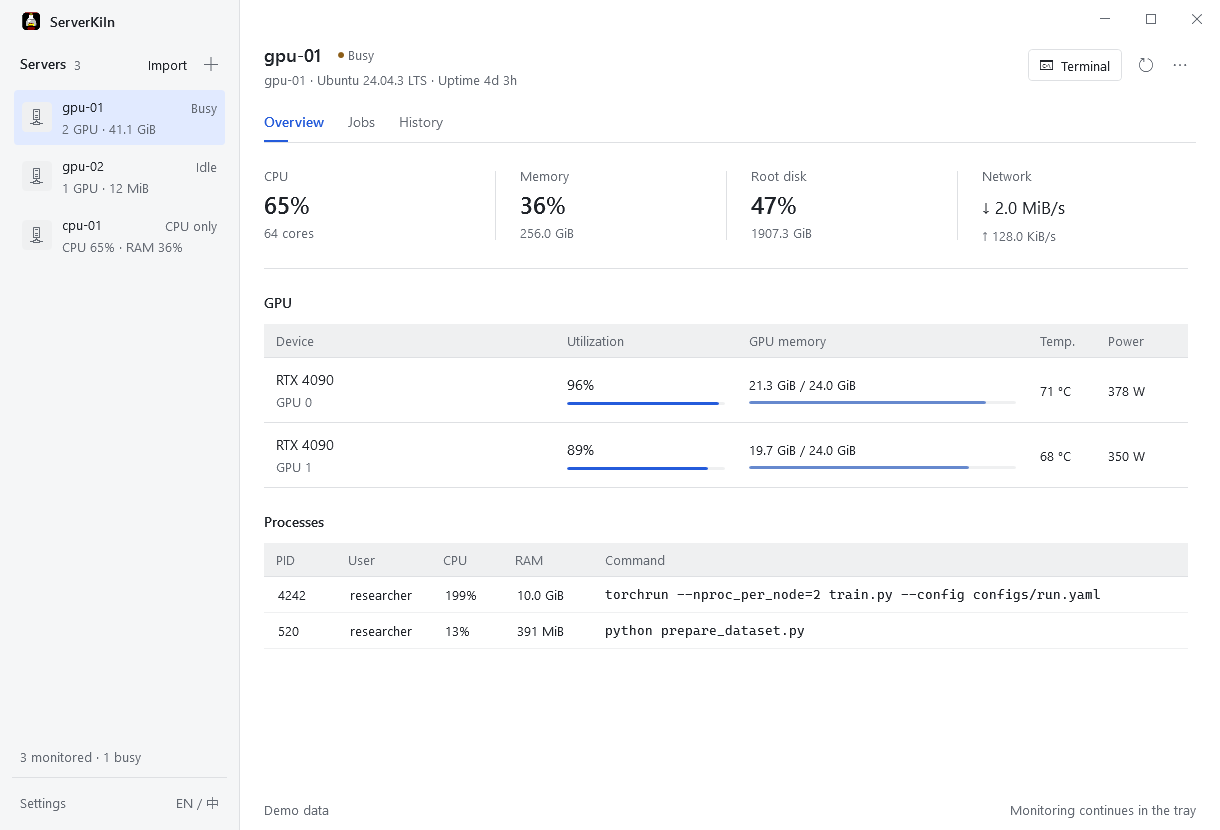 ServerKiln
Servers 3 Import
gpu-01 Busy
2 GPU · 41.1 GiB
gpu-02 Idle
1 GPU · 12 MiB
cpu-01 CPU only
CPU 65% · RAM 36%
3 monitored · 1 busy
Settings EN / 中
gpu-01 Busy
gpu-01 · Ubuntu 24.04.3 LTS · Uptime 4d 3h
Terminal
Overview Jobs History
CPU Memory Root disk Network
65% 36% 47% ↓ 2.0 MiB/s
64 cores 256.0 GiB 1907.3 GiB ↑ 128.0 KiB/s
GPU
Device Utilization GPU memory Temp. Power
RTX 4090 96% 21.3 GiB / 24.0 GiB 71 °C 378 W
GPU 0
RTX 4090 89% 19.7 GiB / 24.0 GiB 68 °C 350 W
GPU 1
Processes
PID User CPU RAM Command
4242 researcher 199% 10.0 GiB torchrun --nproc_per_node=2 train.py --config configs/run.yaml
520 researcher 13% 391 MiB python prepare_dataset.py
Demo data Monitoring continues in the tray